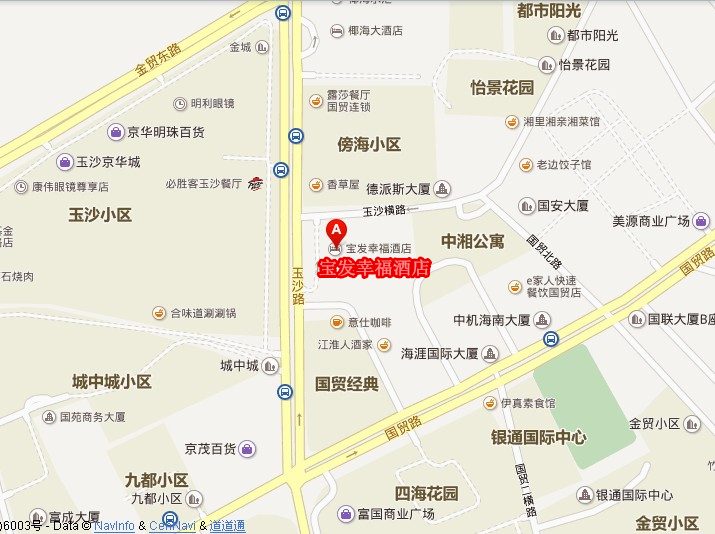 都市阳光
椰海大酒店
都市阳光
金贸东路
金城
怡景花园
怡景花园
明利眼镜
露莎餐厅
国贸连锁
京华明珠百货
湘里湘亲湘菜馆
傍海小区
玉沙京华城
老边饺子馆
康伟眼镜尊享店
必胜客玉沙餐厅
香草屋
德派斯大厦
国安大厦
玉沙小区
玉沙横路
美源商业广场
A
宝发幸福酒店
中湘公寓
国贸北路
国贸路
宝发幸福酒店
石烧肉
玉沙路
e家人快速
餐饮国贸店
合味道涮涮锅
意仕咖啡
中机海南大厦
国联大厦B座
江淮人酒家
海涯国际大厦
城中城
城中城小区
国贸经典
国苑商务大厦
伊真素食馆
国贸路
金贸小区
银通国际中心
京茂百货
九都小区
九都小区
四海花园
国贸二横路
银通国际中心
富成大厦
富国商业广场
金贸小区
6003号 - Data © NavInfo & CenNavi & 道道通